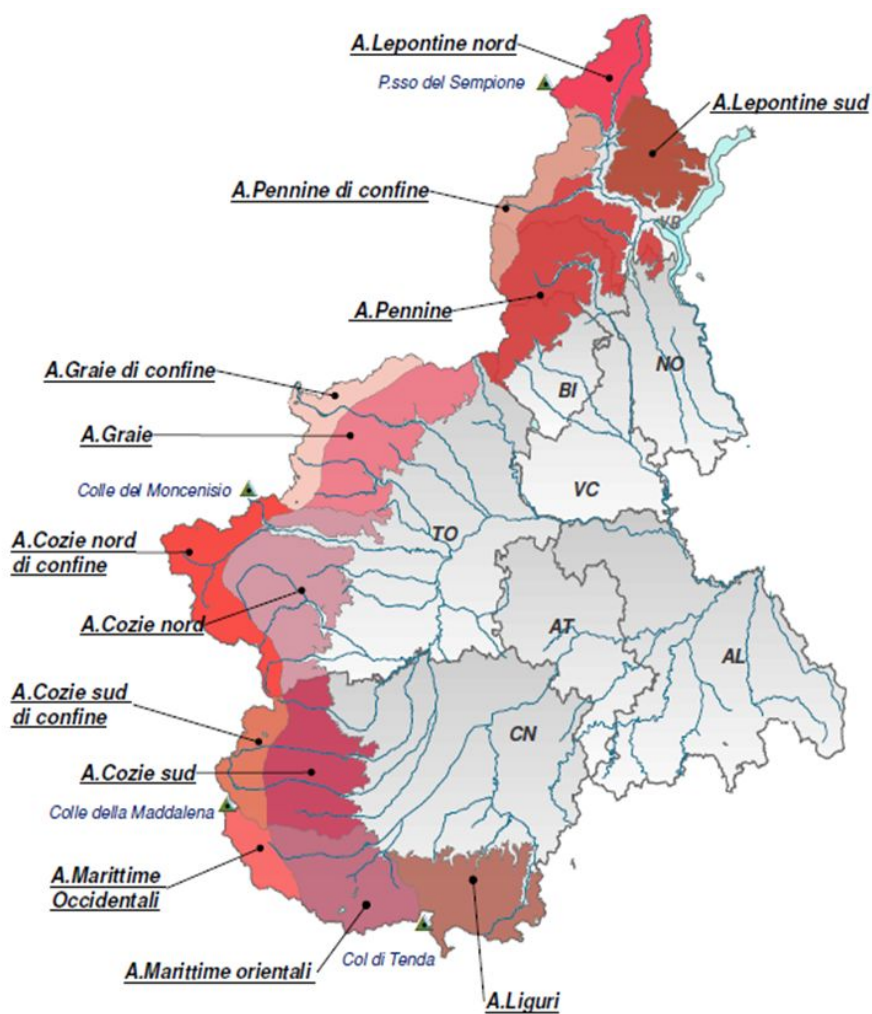 A.Lepontine nord
P.sso del Sempione
A.Lepontine sud
A.Pennine di confine
VB
A.Pennine
A.Graie di confine
NO
BI
A.Graie
Colle del Moncenisio
VC
A.Cozie nord
di confine
TO
A.Cozie nord
AT
AL
A.Cozie sud
di confine
CN
A.Cozie sud
Colle della Maddalena
A.Marittime
Occidentali
Col di Tenda
A.Marittime orientali
A.Liguri